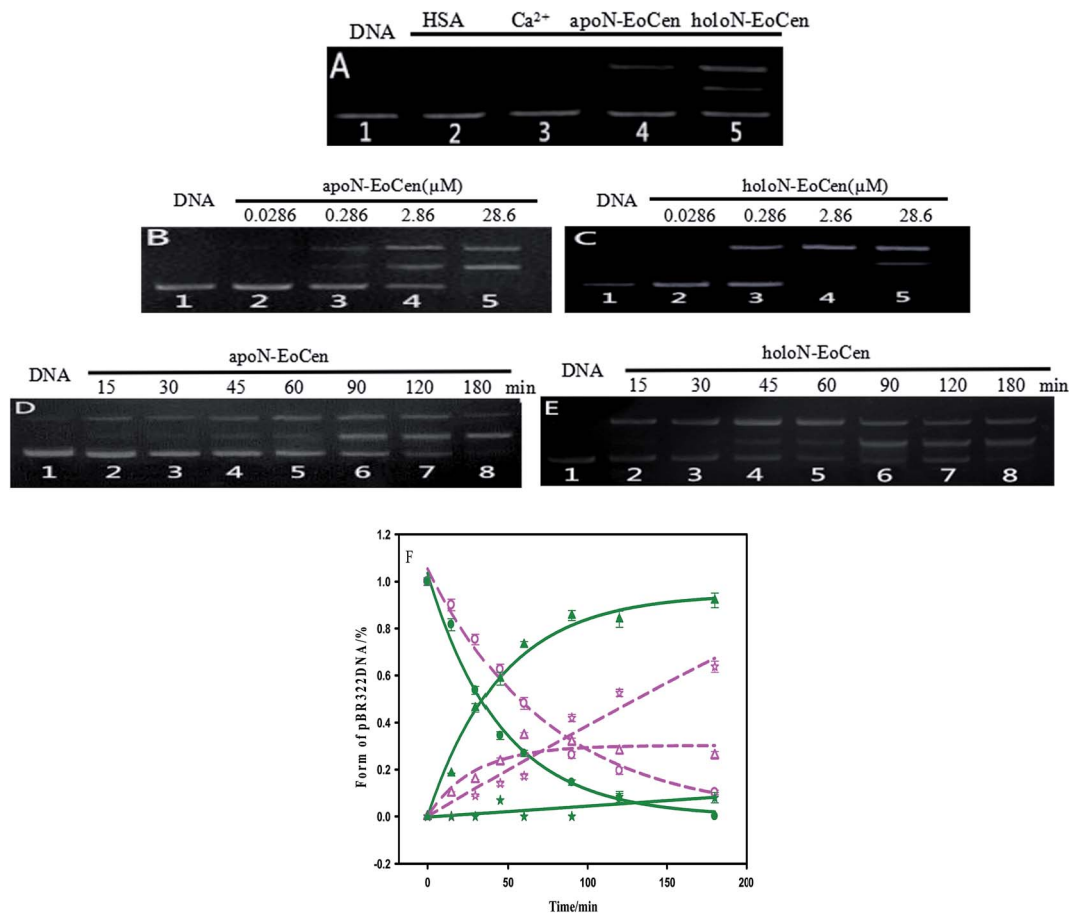 DNA HSA Ca²⁺ apoN-EoCen holoN-EoCen
A
1 2 3 4 5
apoN-EoCen(µM)
DNA 0.0286 0.286 2.86 28.6
B
1 2 3 4 5
holoN-EoCen(µM)
DNA 0.0286 0.286 2.86 28.6
C
1 2 3 4 5
apoN-EoCen
DNA 15 30 45 60 90 120 180 min
D
1 2 3 4 5 6 7 8
holoN-EoCen
DNA 15 30 45 60 90 120 180 min
E
1 2 3 4 5 6 7 8
F
Form of pBR322DNA/%
1.2
1.0
0.8
0.6
0.4
0.2
0.0
-0.2
0 50 100 150 200
Time/min